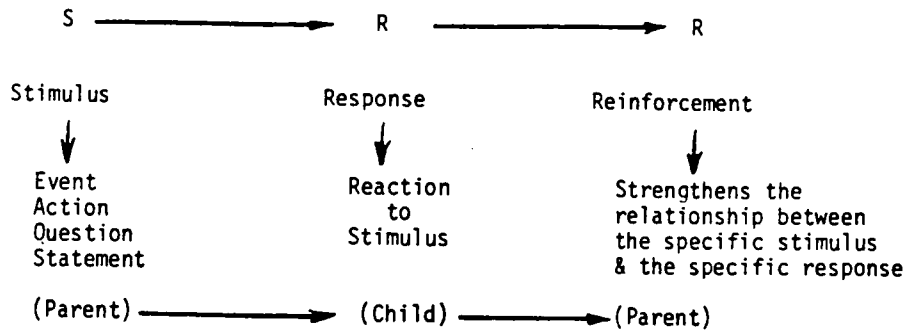 S R R
Stimulus Response Reinforcement
Event
Action
Question
Statement
Reaction
to
Stimulus
Strengthens the
relationship between
the specific stimulus
& the specific response
(Parent) (Child) (Parent)